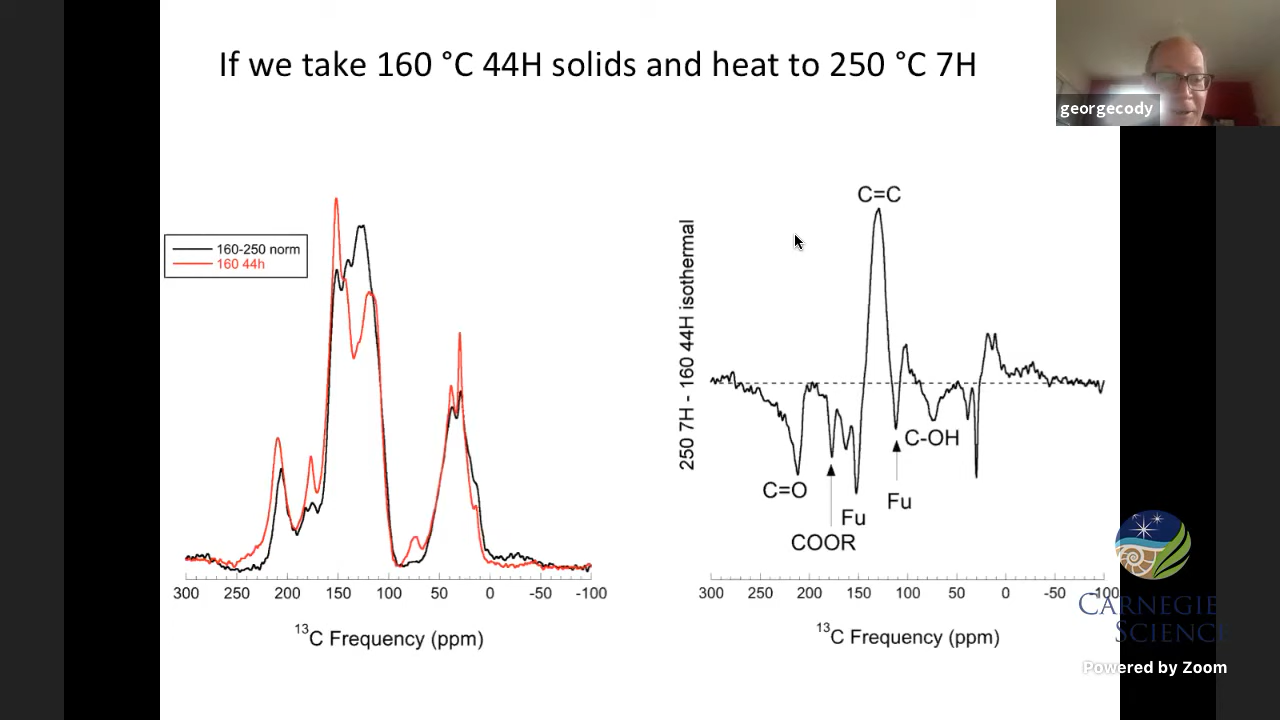 If we take 160 °C 44H solids and heat to 250 °C 7H
georgecody
160-250 norm
160 44h
300 250 200 150 100 50 0 -50 -100
13C Frequency (ppm)
250 7H - 160 44H isothermal
C=C
C=O
COOR
Fu
Fu
C-OH
300 250 200 150 100 50 0 -50 -100
13C Frequency (ppm)
CARNEGIE
SCIENCE
Powered by Zoom